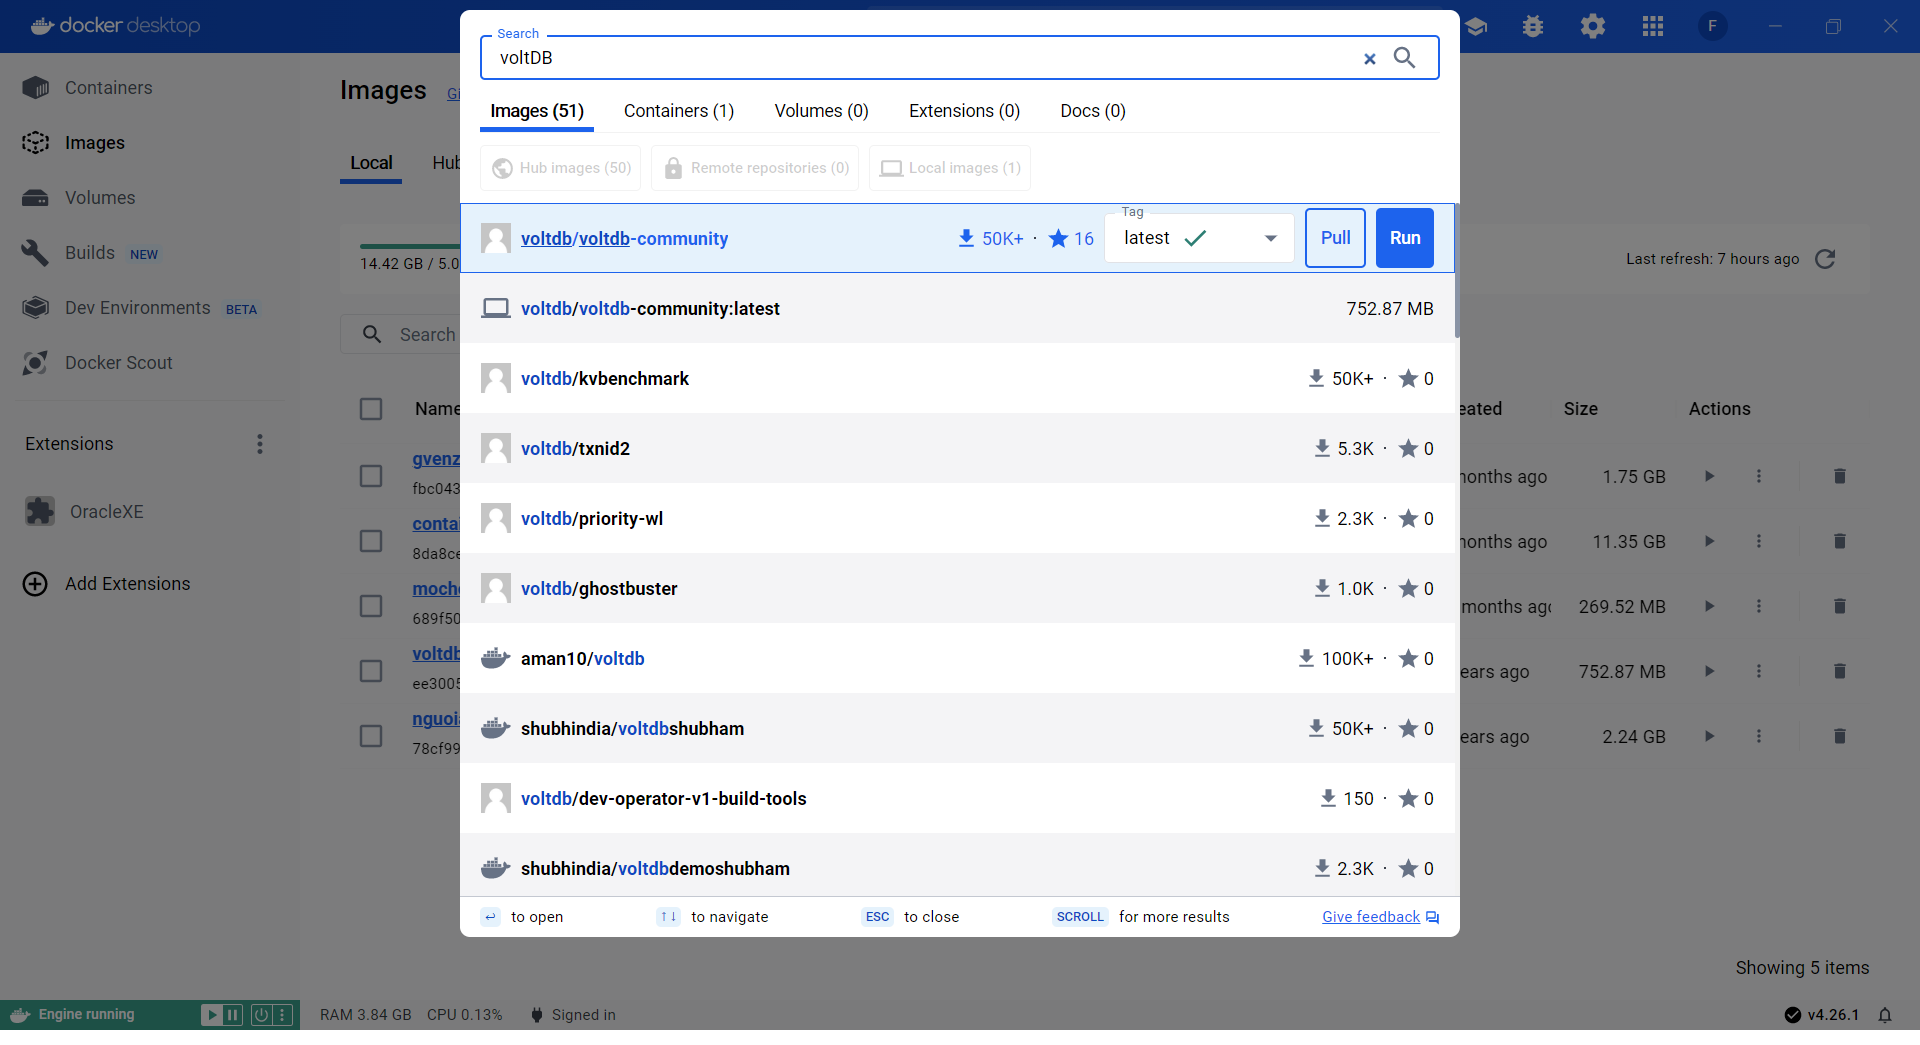 docker desktop
F
Search
voltDB
Images (51)
Containers (1)
Volumes (0)
Extensions (0)
Docs (0)
Hub images (50)
Remote repositories (0)
Local images (1)
voltdb/voltdb-community
50K+ · 16
Tag
latest
Pull
Run
voltdb/voltdb-community:latest
752.87 MB
voltdb/kvbenchmark
50K+ · 0
voltdb/txnid2
5.3K · 0
voltdb/priority-wl
2.3K · 0
voltdb/ghostbuster
1.0K · 0
aman10/voltdb
100K+ · 0
shubhindia/voltdbshubham
50K+ · 0
voltdb/dev-operator-v1-build-tools
150 · 0
shubhindia/voltdbdemoshubham
2.3K · 0
to open
↑↓ to navigate
ESC to close
SCROLL for more results
Give feedback
Containers
Images
Volumes
Builds NEW
Dev Environments BETA
Docker Scout
Extensions
OracleXE
Add Extensions
Images
Gi
Local
Hub
14.42 GB / 5.0
Last refresh: 7 hours ago
Search
Name
eated
Size
Actions
gvenz
fbc043
months ago
1.75 GB
contai
8da8ce
months ago
11.35 GB
moche
689f50
months ago
269.52 MB
voltdb
ee3005
ears ago
752.87 MB
nguoi
78cf99
ears ago
2.24 GB
Showing 5 items
Engine running
RAM 3.84 GB
CPU 0.13%
Signed in
v4.26.1